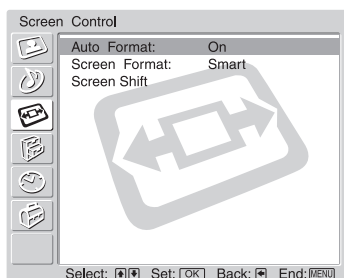 Screen Control
Auto Format: On
Screen Format: Smart
Screen Shift
Select: Set: OK Back: End: MENU